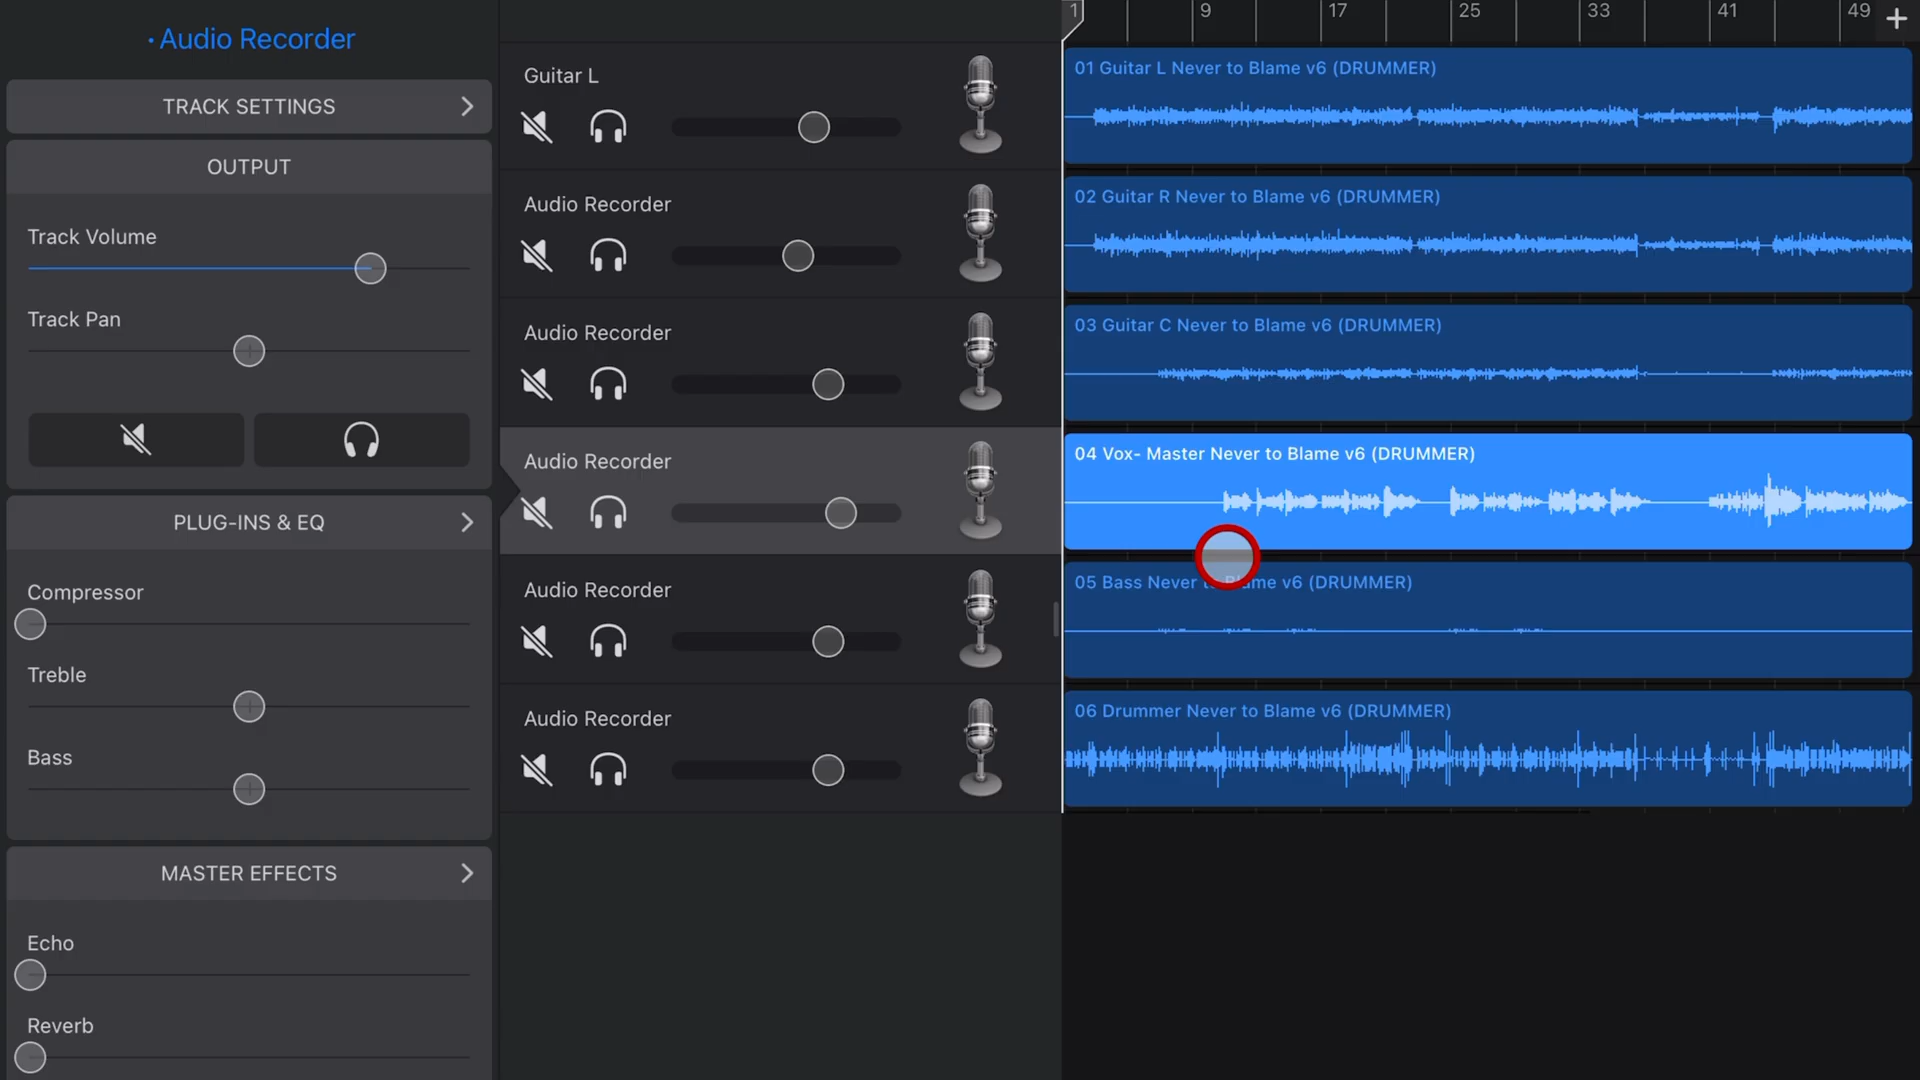 Audio Recorder
TRACK SETTINGS
OUTPUT
Track Volume
Track Pan
PLUG-INS & EQ
Compressor
Treble
Bass
MASTER EFFECTS
Echo
Reverb
Guitar L
Audio Recorder
Audio Recorder
Audio Recorder
Audio Recorder
Audio Recorder
1 9 17 25 33 41 49
01 Guitar L Never to Blame v6 (DRUMMER)
02 Guitar R Never to Blame v6 (DRUMMER)
03 Guitar C Never to Blame v6 (DRUMMER)
04 Vox- Master Never to Blame v6 (DRUMMER)
05 Bass Never to Blame v6 (DRUMMER)
06 Drummer Never to Blame v6 (DRUMMER)